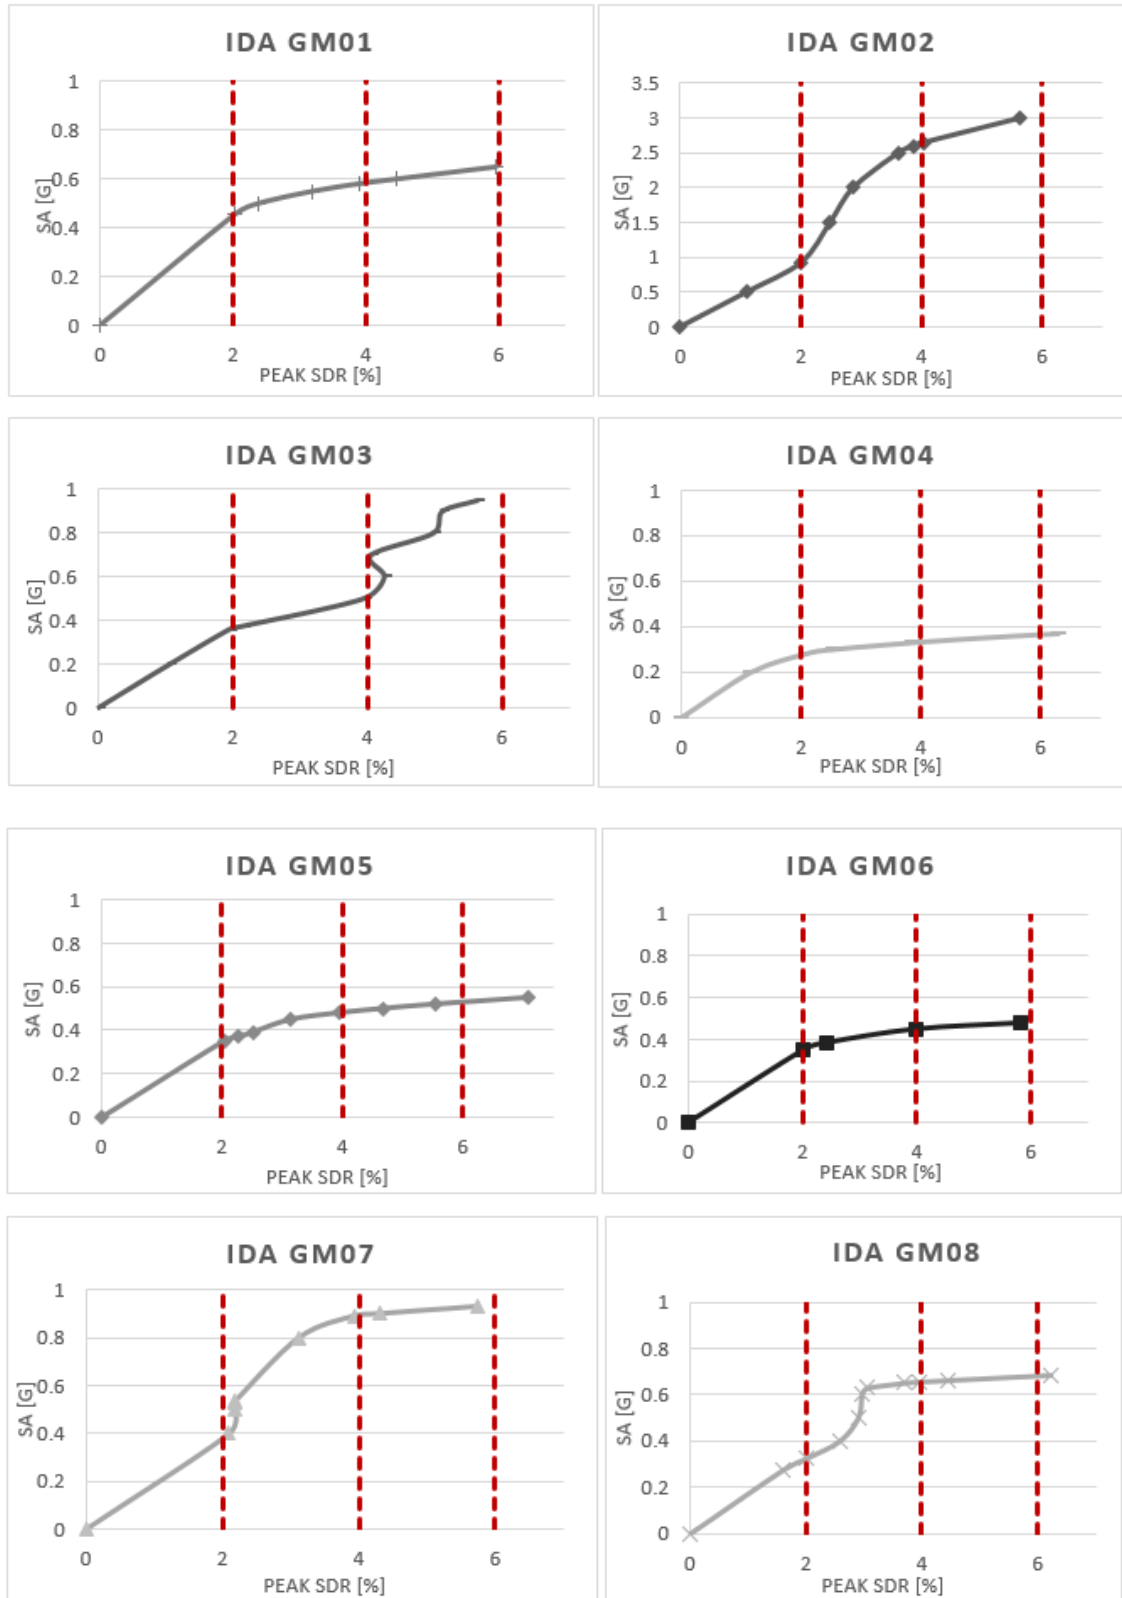 IDA GM01
1
0.8
0.6
0.4
0.2
0
SA [G]
0 2 4 6
PEAK SDR [%]
IDA GM02
3.5
3
2.5
2
1.5
1
0.5
0
SA [G]
0 2 4 6
PEAK SDR [%]
IDA GM03
1
0.8
0.6
0.4
0.2
0
SA [G]
0 2 4 6
PEAK SDR [%]
IDA GM04
1
0.8
0.6
0.4
0.2
0
SA [G]
0 2 4 6
PEAK SDR [%]
IDA GM05
1
0.8
0.6
0.4
0.2
0
SA [G]
0 2 4 6
PEAK SDR [%]
IDA GM06
1
0.8
0.6
0.4
0.2
0
SA [G]
0 2 4 6
PEAK SDR [%]
IDA GM07
1
0.8
0.6
0.4
0.2
0
SA [G]
0 2 4 6
PEAK SDR [%]
IDA GM08
1
0.8
0.6
0.4
0.2
0
SA [G]
0 2 4 6
PEAK SDR [%]